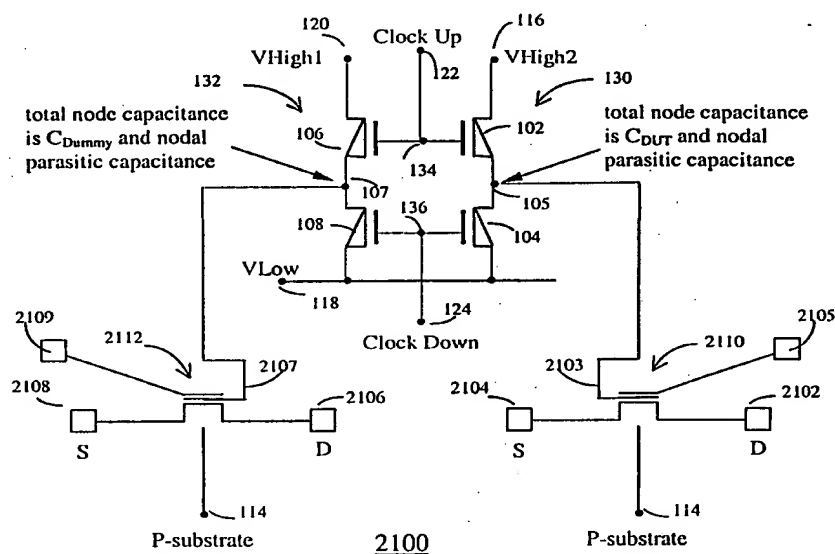 120
116
Clock Up
VHigh1
122
VHigh2
132
130
total node capacitance
is C_Dummy and nodal
parasitic capacitance
total node capacitance
is C_DUT and nodal
parasitic capacitance
106
102
134
107
105
136
108
104
VLow
118
124
Clock Down
2109
2112
2107
2108
2106
S
D
114
P-substrate
2105
2110
2103
2104
2102
S
D
114
P-substrate
2100